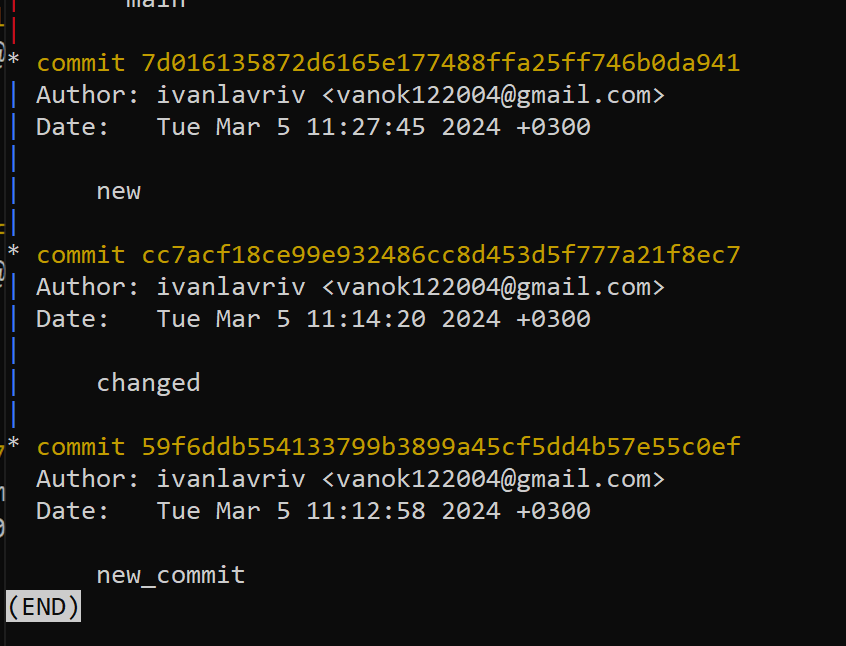 main
* commit 7d016135872d6165e177488ffa25ff746b0da941
| Author: ivanlavriv <vanok122004@gmail.com>
| Date:   Tue Mar 5 11:27:45 2024 +0300
|
|     new
|
* commit cc7acf18ce99e932486cc8d453d5f777a21f8ec7
| Author: ivanlavriv <vanok122004@gmail.com>
| Date:   Tue Mar 5 11:14:20 2024 +0300
|
|     changed
|
* commit 59f6ddb554133799b3899a45cf5dd4b57e55c0ef
Author: ivanlavriv <vanok122004@gmail.com>
Date:   Tue Mar 5 11:12:58 2024 +0300
new_commit
(END)